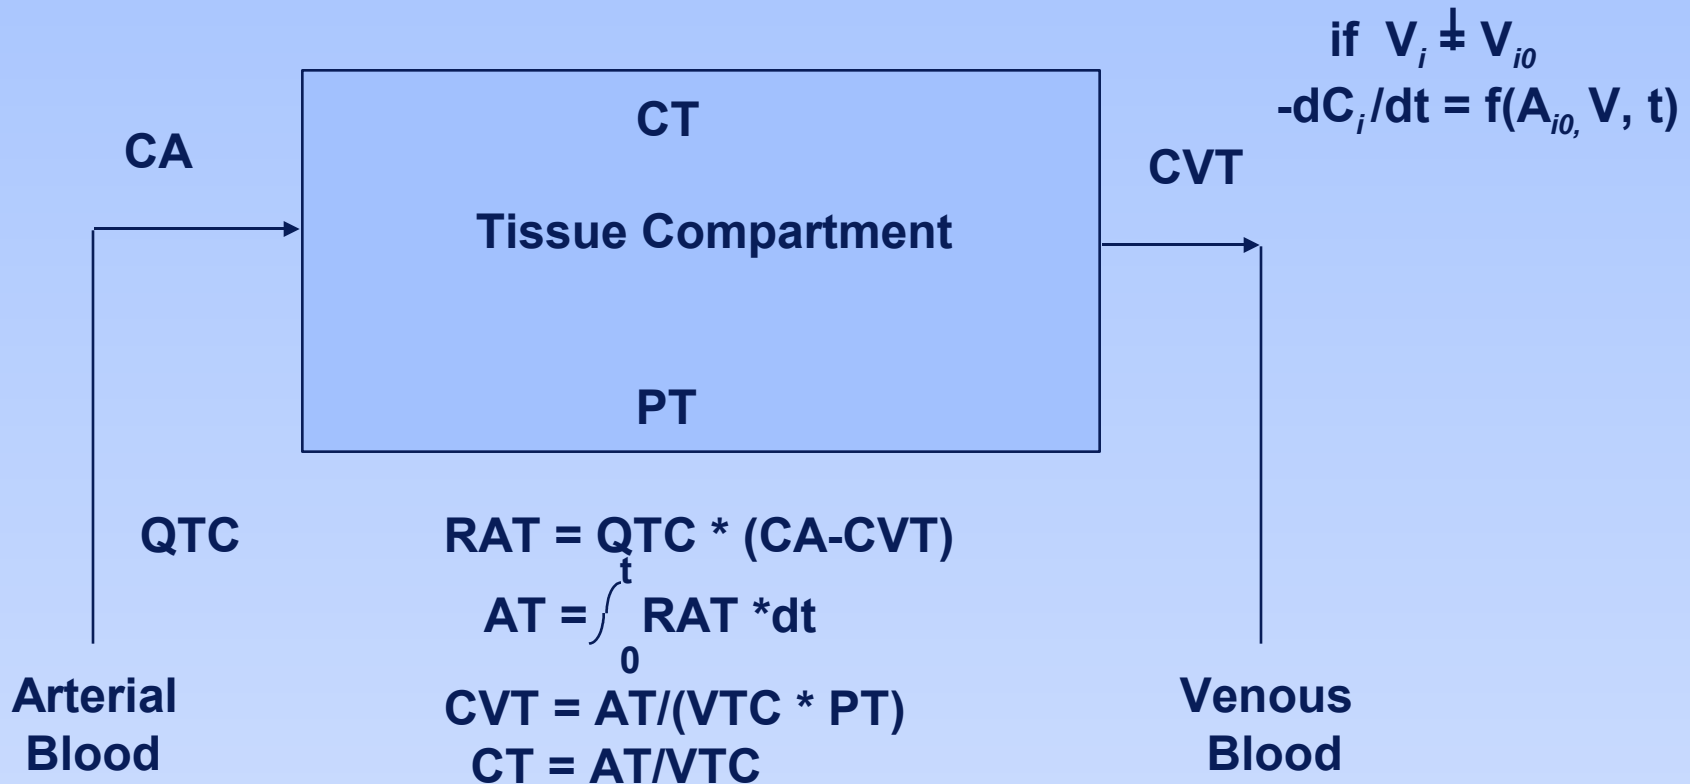 if V_i ≠ V_i0
-dC_i/dt = f(A_i0, V, t)
CA
CT
CVT
Tissue Compartment
PT
QTC
RAT = QTC * (CA-CVT)
AT = ∫_0^t RAT *dt
CVT = AT/(VTC * PT)
CT = AT/VTC
Arterial
Blood
Venous
Blood